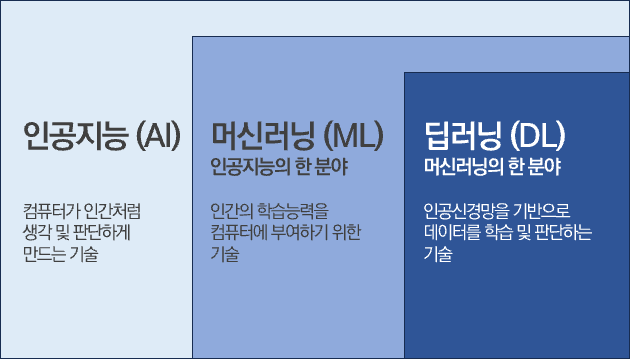 인공지능 (AI)
컴퓨터가 인간처럼
생각 및 판단하게
만드는 기술
머신러닝 (ML)
인공지능의 한 분야
인간의 학습능력을
컴퓨터에 부여하기 위한
기술
딥러닝 (DL)
머신러닝의 한 분야
인공신경망을 기반으로
데이터를 학습 및 판단하는
기술